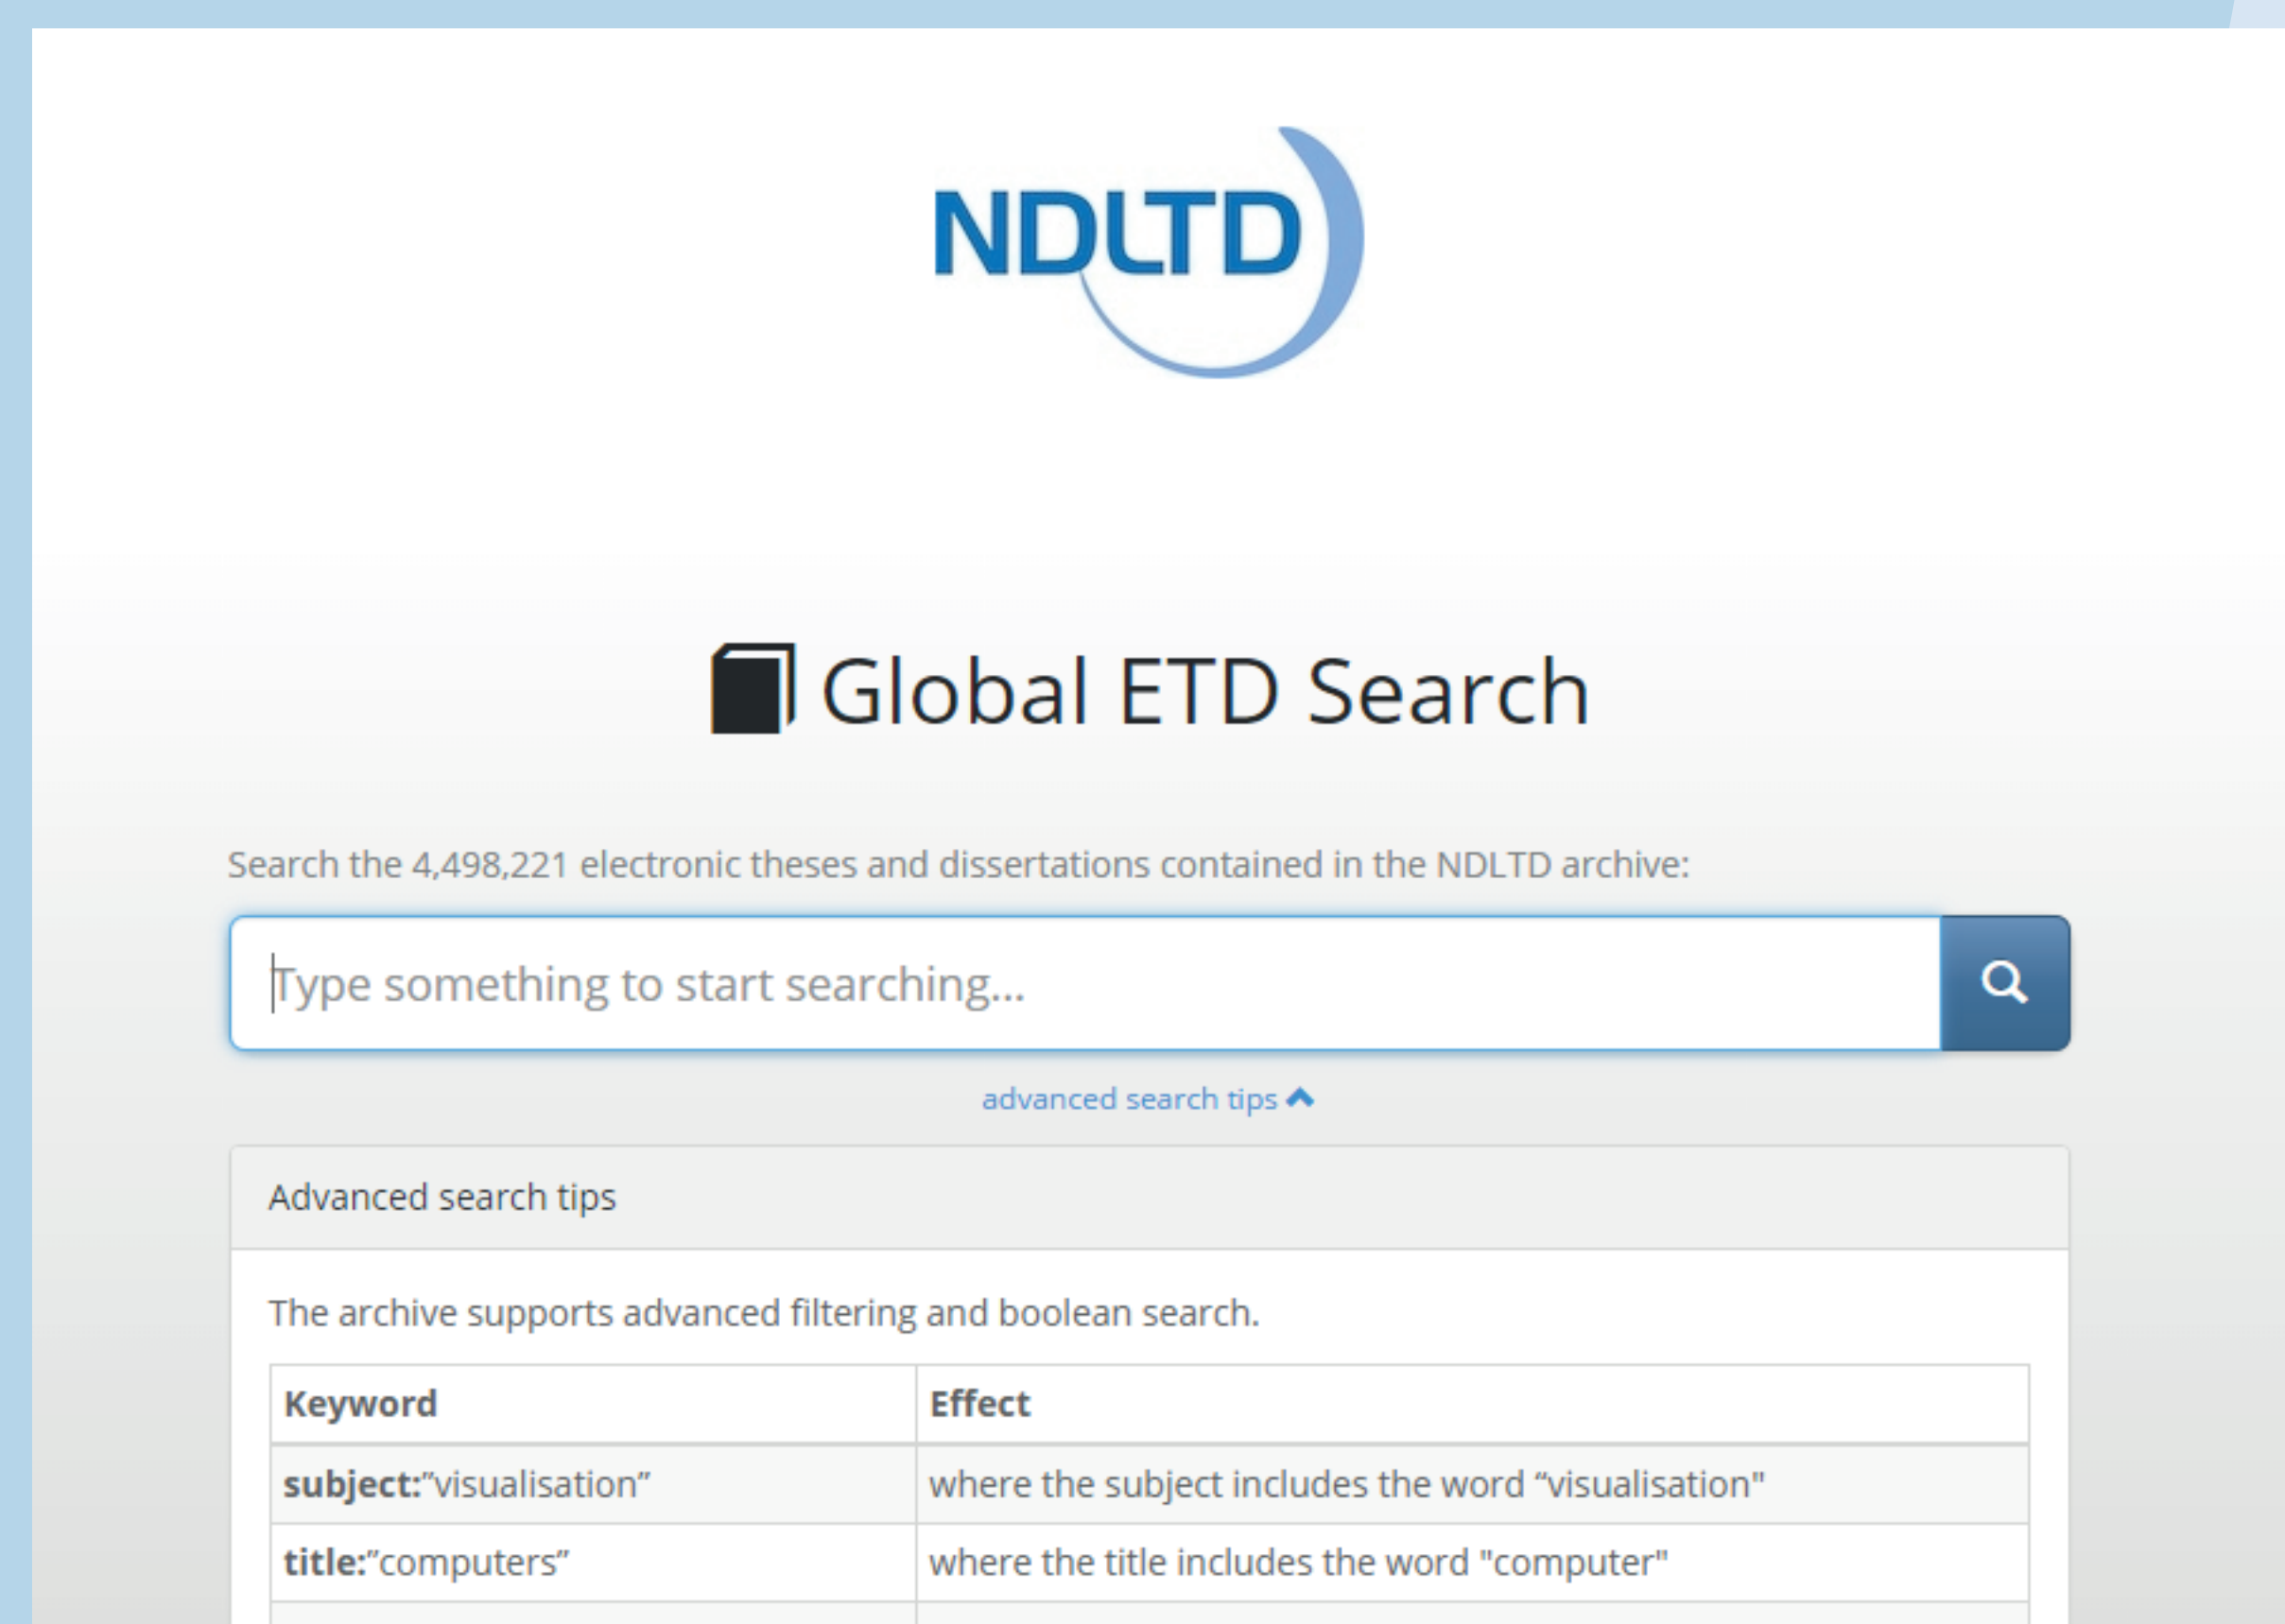 NDLTD
Global ETD Search
Search the 4,498,221 electronic theses and dissertations contained in the NDLTD archive:
Type something to start searching...
advanced search tips
Advanced search tips
The archive supports advanced filtering and boolean search.
Keyword Effect
subject:”visualisation” where the subject includes the word “visualisation"
title:”computers” where the title includes the word "computer"